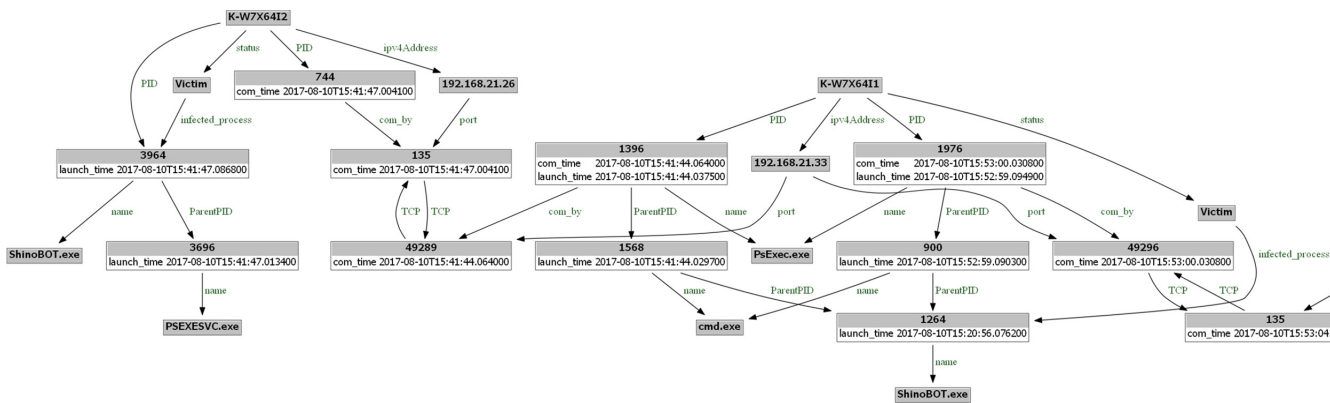 K-W7X64I2
status
PID
ipv4Address
PID
Victim
744
com_time 2017-08-10T15:41:47.004100
192.168.21.26
K-W7X64I1
infected_process
com_by
port
PID
ipv4Address
PID
status
3964
launch_time 2017-08-10T15:41:47.086800
135
com_time 2017-08-10T15:41:47.004100
1396
com_time 2017-08-10T15:41:44.064000
launch_time 2017-08-10T15:41:44.037500
192.168.21.33
1976
com_time 2017-08-10T15:53:00.030800
launch_time 2017-08-10T15:52:59.094900
name
ParentPID
TCP
TCP
com_by
ParentPID
name
port
name
ParentPID
port
com_by
Victim
ShinoBOT.exe
3696
launch_time 2017-08-10T15:41:47.013400
49289
com_time 2017-08-10T15:41:44.064000
1568
launch_time 2017-08-10T15:41:44.029700
PsExec.exe
900
launch_time 2017-08-10T15:52:59.090300
49296
com_time 2017-08-10T15:53:00.030800
infected_process
name
name
ParentPID
name
ParentPID
TCP
TCP
PSEXESVC.exe
cmd.exe
1264
launch_time 2017-08-10T15:20:56.076200
135
com_time 2017-08-10T15:53:04.
name
ShinoBOT.exe